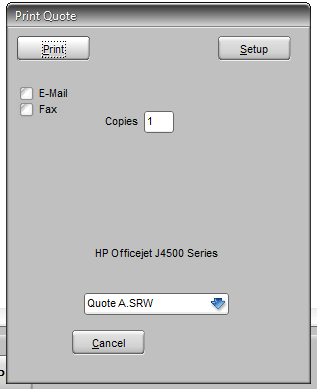 Print Quote
Print Setup
E-Mail
Fax
Copies 1
HP Officejet J4500 Series
Quote A.SRW
Cancel